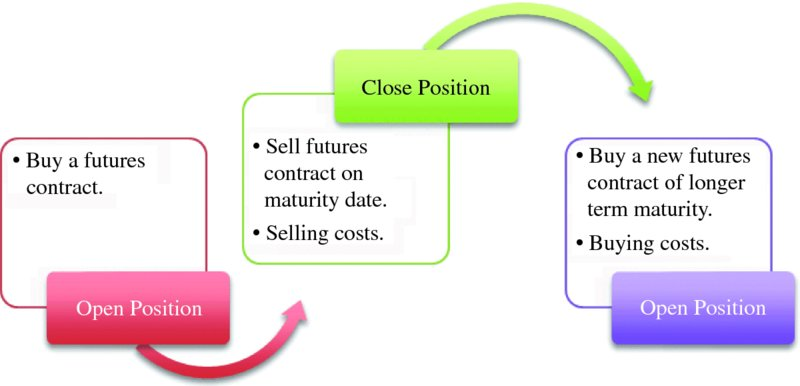 • Buy a futures
contract.
Open Position
Close Position
• Sell futures
contract on
maturity date.
• Selling costs.
• Buy a new futures
contract of longer
term maturity.
• Buying costs.
Open Position